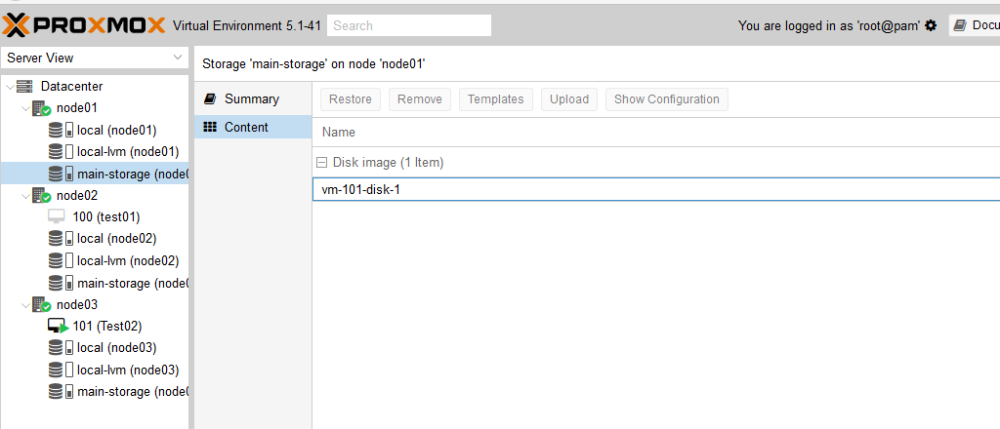 PROXMOX Virtual Environment 5.1-41 Search You are logged in as 'root@pam' Docu
Server View
Storage 'main-storage' on node 'node01'
Datacenter
node01
local (node01)
local-lvm (node01)
main-storage (node0
node02
100 (test01)
local (node02)
local-lvm (node02)
main-storage (node0
node03
101 (Test02)
local (node03)
local-lvm (node03)
main-storage (node0
Summary
Content
Restore Remove Templates Upload Show Configuration
Name
Disk image (1 Item)
vm-101-disk-1